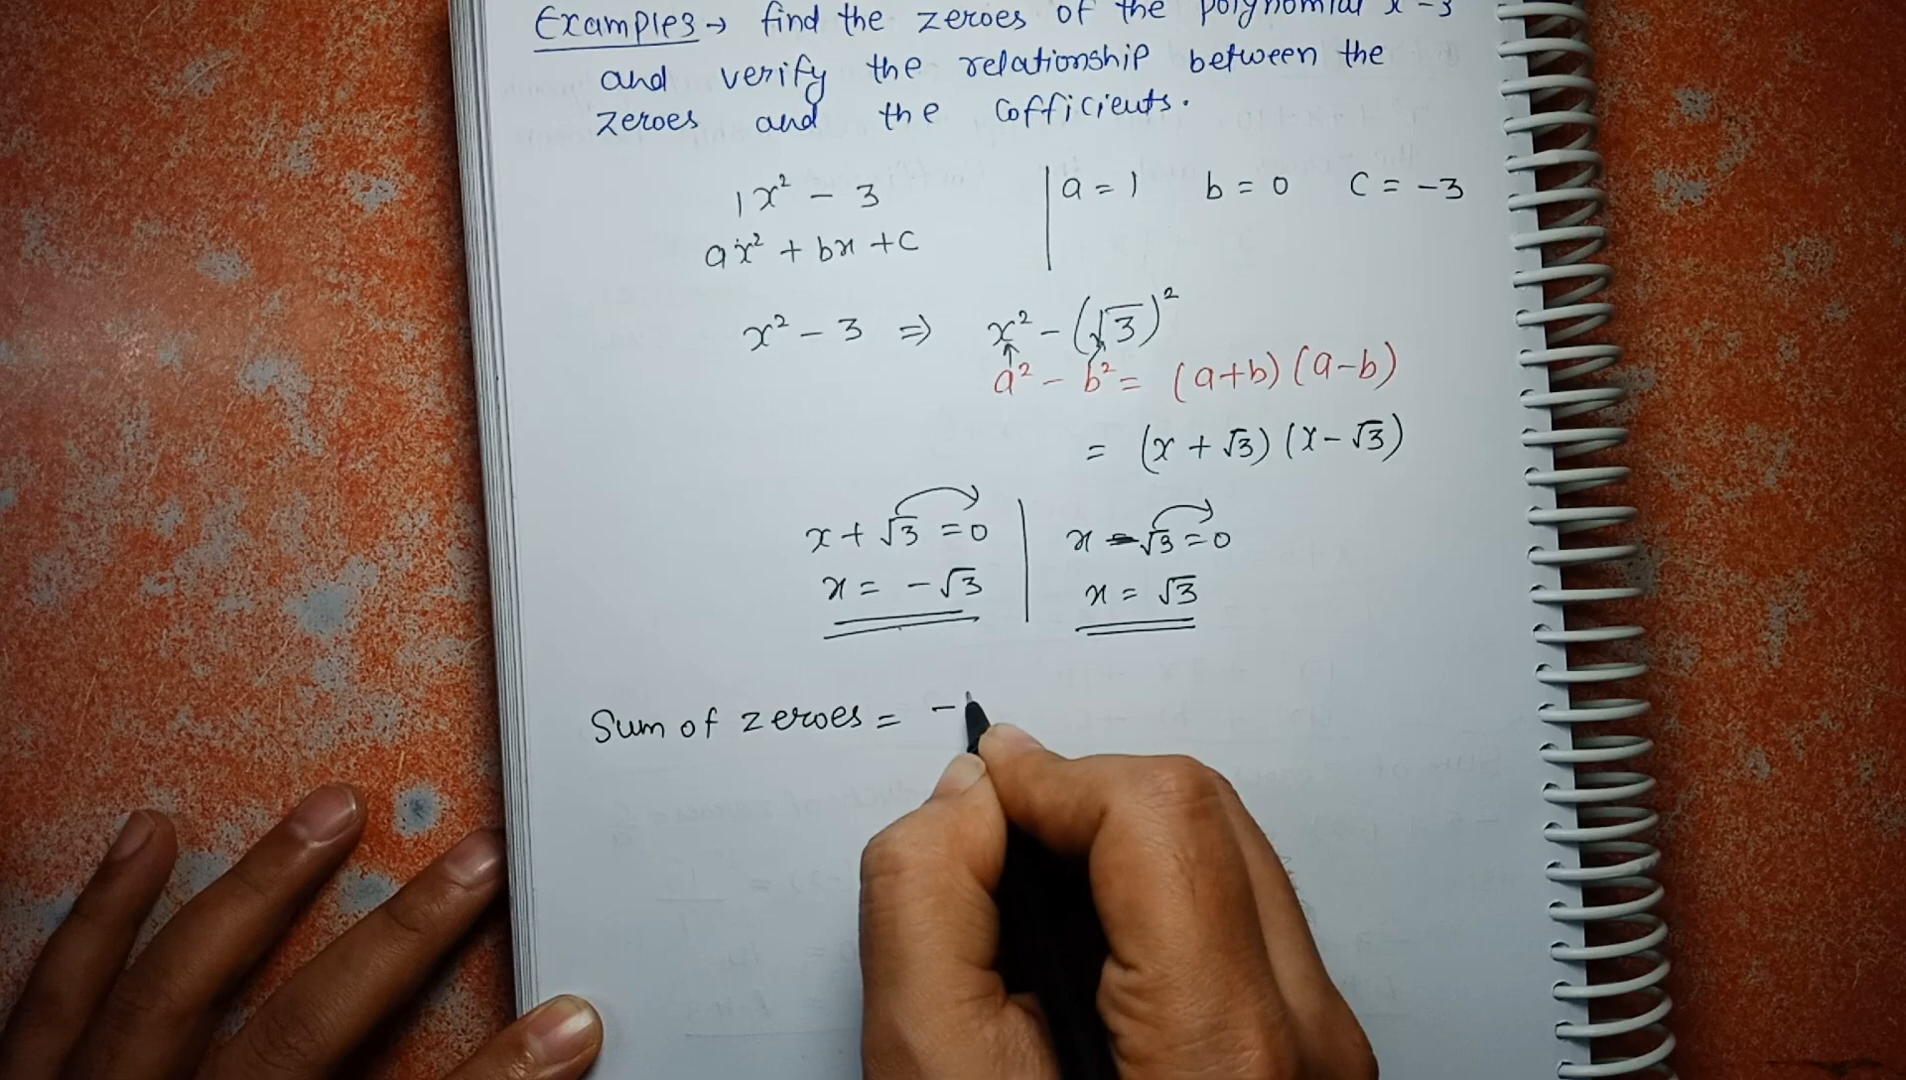 Examples → find the zeroes of the polynomial x²-3
and verify the relationship between the
zeroes and the Cofficients.
1x² - 3 | a = 1 b = 0 C = -3
ax² + bx + C
x² - 3 ⇒ x² - (√3)²
a² - b² = (a+b) (a-b)
= (x + √3) (x - √3)
x + √3 = 0 | x - √3 = 0
x = -√3 | x = √3
Sum of zeroes = -